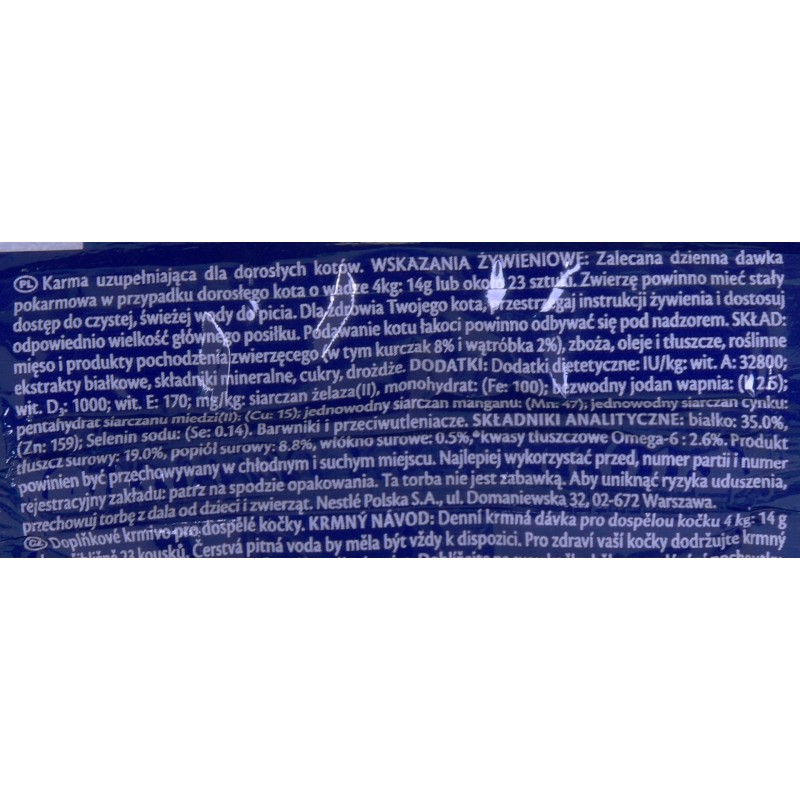 PL Karma uzupełniająca dla dorosłych kotów. WSKAZANIA ŻYWIENIOWE: Zalecana dzienna dawka
pokarmowa w przypadku dorosłego kota o wadze 4kg: 14g lub około 23 sztuki. Zwierzę powinno mieć stały
dostęp do czystej, świeżej wody do picia. Dla zdrowia Twojego kota, przestrzegaj instrukcji żywienia i dostosuj
odpowiednio wielkość głównego posiłku. Podawanie kotu łakoci powinno odbywać się pod nadzorem. SKŁAD:
mięso i produkty pochodzenia zwierzęcego (w tym kurczak 8% i wątróbka 2%), zboża, oleje i tłuszcze, roślinne
ekstrakty białkowe, składniki mineralne, cukry, drożdże. DODATKI: Dodatki dietetyczne: IU/kg: wit. A: 32800;
wit. D3: 1000; wit. E: 170; mg/kg: siarczan żelaza(II), monohydrat: (Fe: 100); Bezwodny jodan wapnia: (I: 2.5);
pentahydrat siarczanu miedzi(II): (Cu: 15); jednowodny siarczan manganu: (Mn: 47); jednowodny siarczan cynku:
(Zn: 159); Selenin sodu: (Se: 0.14). Barwniki i przeciwutleniacze. SKŁADNIKI ANALITYCZNE: białko: 35.0%,
tłuszcz surowy: 19.0%, popiół surowy: 8.8%, włókno surowe: 0.5%, kwasy tłuszczowe Omega-6 : 2.6%. Produkt
powinien być przechowywany w chłodnym i suchym miejscu. Najlepiej wykorzystać przed, numer partii i numer
rejestracyjny zakładu: patrz na spodzie opakowania. Ta torba nie jest zabawką. Aby uniknąć ryzyka uduszenia,
przechowuj torbę z dala od dzieci i zwierząt. Nestlé Polska S.A., ul. Domaniewska 32, 02-672 Warszawa.
CZ Doplňkové krmivo pro dospělé kočky. KRMNÝ NÁVOD: Denní krmná dávka pro dospělou kočku 4 kg: 14 g
23 kousků. Čerstvá pitná voda by měla být vždy k dispozici. Pro zdraví vaší kočky dodržujte krmný